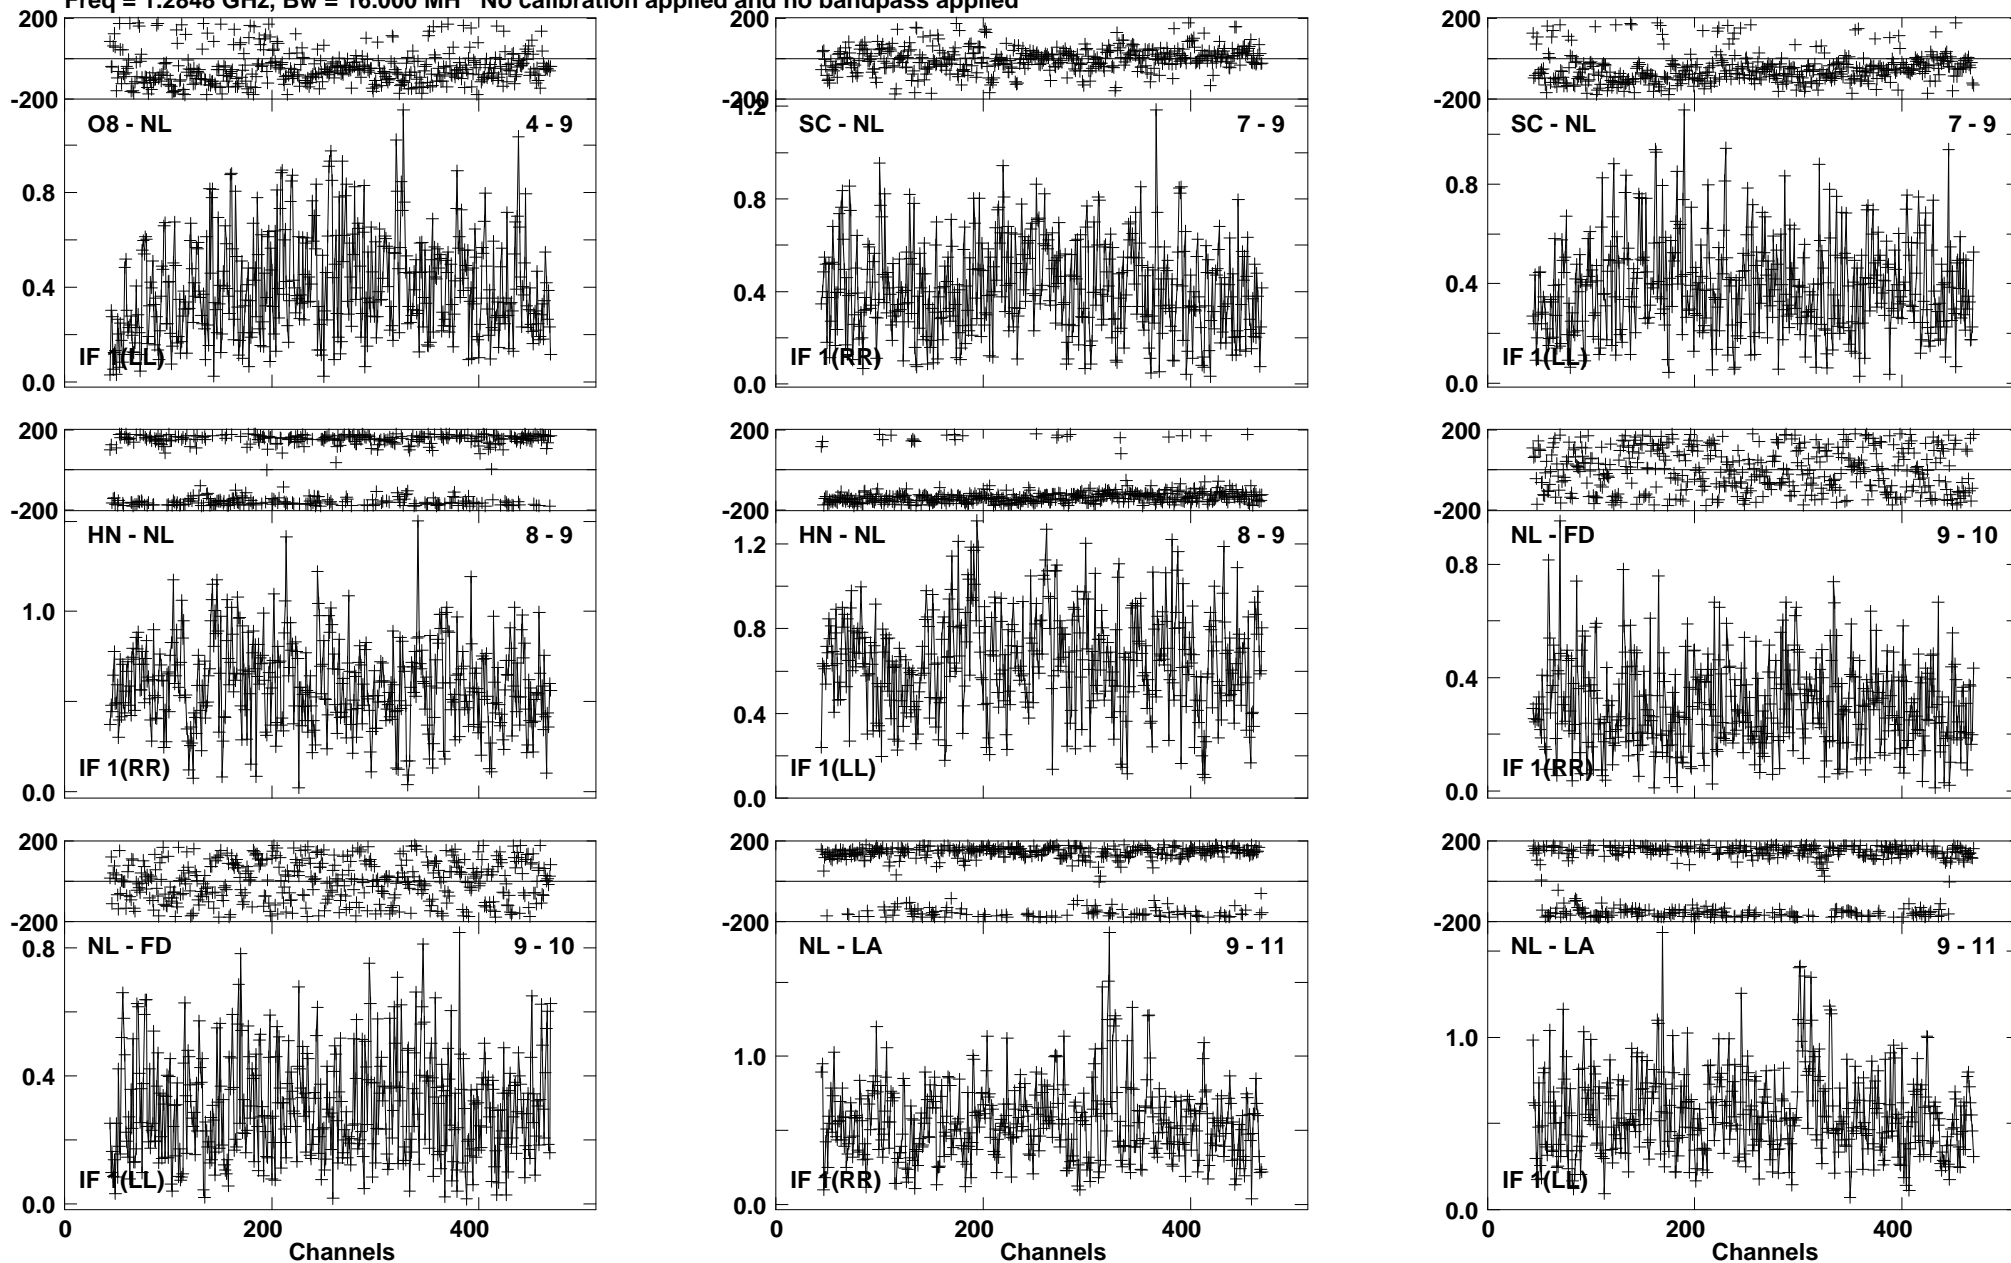 Freq = 1.2848 GHz, Bw = 16.000 MH No calibration applied and no bandpass applied
200
-200
O8 - NL 4 - 9
0.8
0.4
0.0
IF 1(LL)
200
-200
1.2
SC - NL 7 - 9
0.8
0.4
0.0
IF 1(RR)
200
-200
SC - NL 7 - 9
0.8
0.4
0.0
IF 1(LL)
200
-200
HN - NL 8 - 9
1.0
0.0
IF 1(RR)
200
-200
HN - NL 8 - 9
1.2
0.8
0.4
0.0
IF 1(LL)
200
-200
NL - FD 9 - 10
0.8
0.4
0.0
IF 1(RR)
200
-200
NL - FD 9 - 10
0.8
0.4
0.0
IF 1(LL)
0 200 400
Channels
200
-200
NL - LA 9 - 11
1.0
0.0
IF 1(RR)
0 200 400
Channels
200
-200
NL - LA 9 - 11
1.0
0.0
IF 1(LL)
0 200 400
Channels